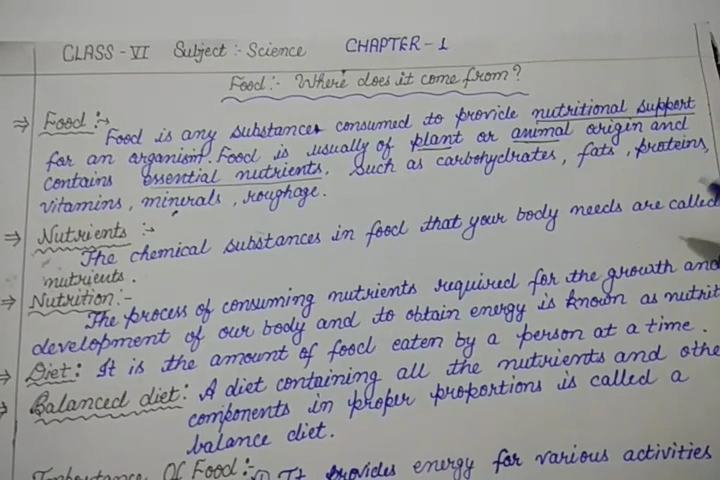 CLASS - VI Subject :- Science CHAPTER - 1
Food :- Where does it come from?
⇒ Food :-
Food is any substances consumed to provide nutritional support
for an organism. Food is usually of plant or animal origin and
contains essential nutrients, such as carbohydrates, fats, proteins,
vitamins, minerals, roughage.
⇒ Nutrients :-
The chemical substances in food that your body needs are called
nutrients.
⇒ Nutrition :-
The process of consuming nutrients required for the growth and
development of our body and to obtain energy is known as nutrit
⇒ Diet : It is the amount of food eaten by a person at a time.
⇒ Balanced diet : A diet containing all the nutrients and othe
components in proper proportions is called a
balance diet.
Importance Of Food :- ① It provides energy for various activities